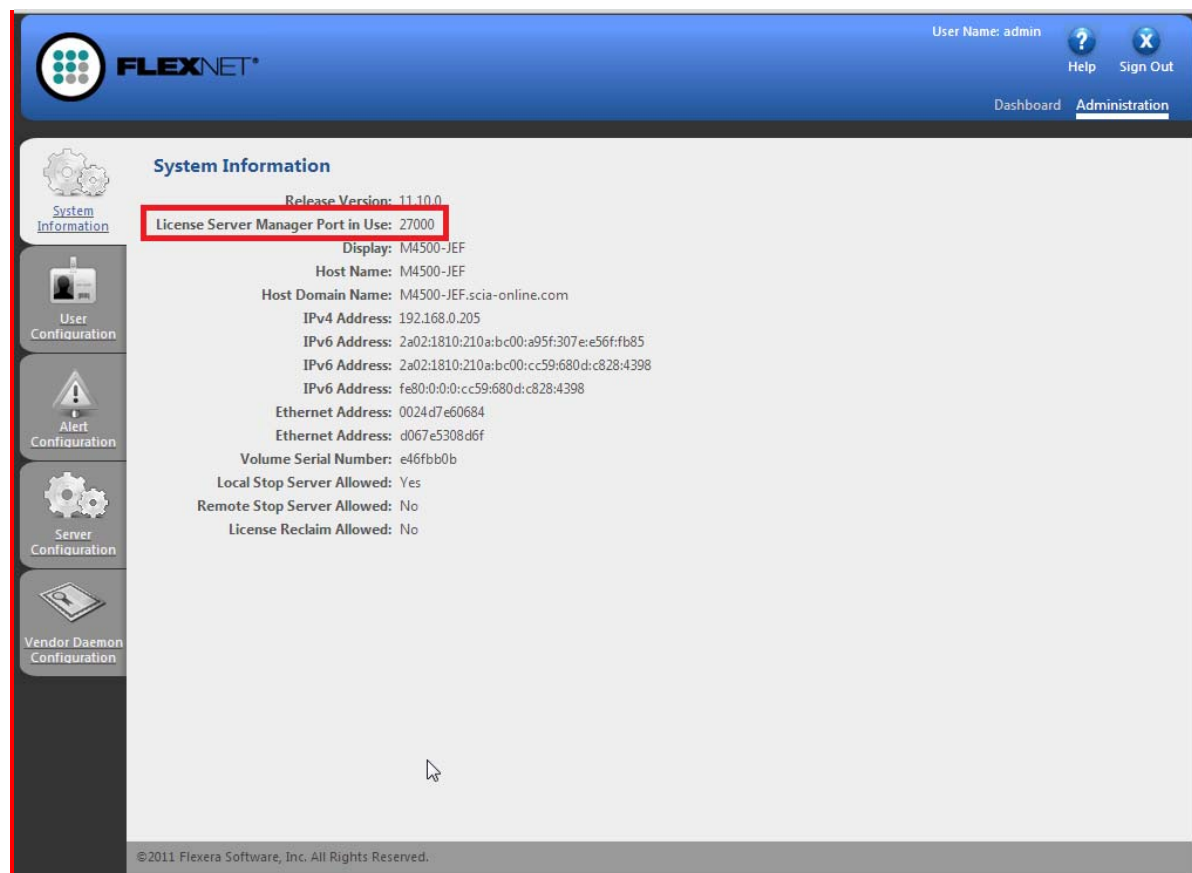 User Name: admin
Help
Sign Out
FLEXNET
Dashboard
Administration
System Information
User Configuration
Alert Configuration
Server Configuration
Vendor Daemon Configuration
System Information
Release Version: 11.10.0
License Server Manager Port in Use: 27000
Display: M4500-JEF
Host Name: M4500-JEF
Host Domain Name: M4500-JEF.scia-online.com
IPv4 Address: 192.168.0.205
IPv6 Address: 2a02:1810:210a:bc00:a95f:307e:e56f:fb85
IPv6 Address: 2a02:1810:210a:bc00:cc59:680d:c828:4398
IPv6 Address: fe80:0:0:0:cc59:680d:c828:4398
Ethernet Address: 0024d7e60684
Ethernet Address: d067e5308d6f
Volume Serial Number: e46fbb0b
Local Stop Server Allowed: Yes
Remote Stop Server Allowed: No
License Reclaim Allowed: No
©2011 Flexera Software, Inc. All Rights Reserved.